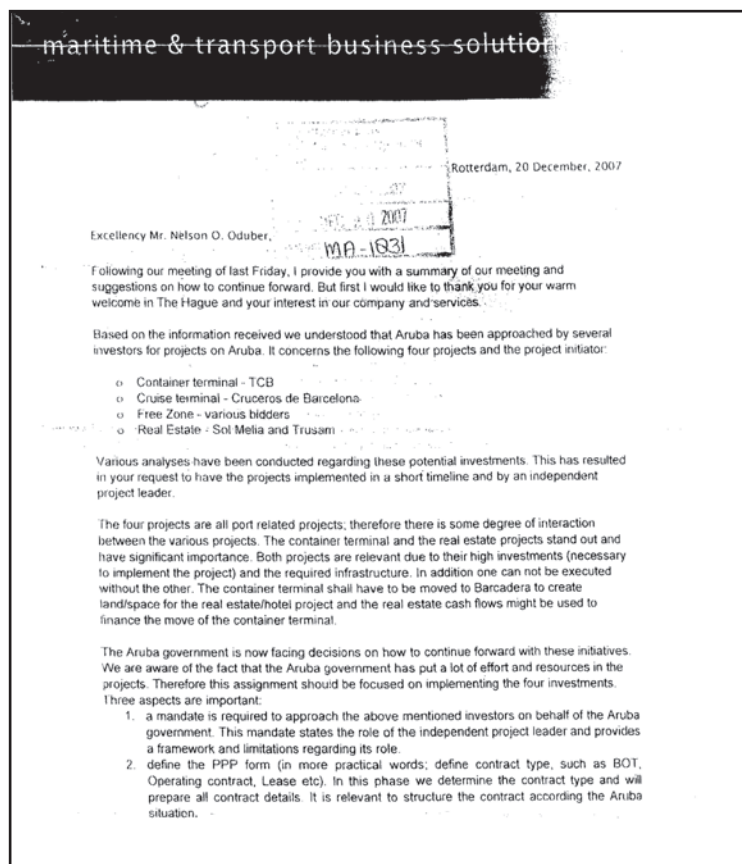 maritime & transport business solution
Rotterdam, 20 December, 2007
2007
MA-1831
Excellency Mr. Nelson O. Oduber,
Following our meeting of last Friday, I provide you with a summary of our meeting and
suggestions on how to continue forward. But first I would like to thank you for your warm
welcome in The Hague and your interest in our company and services.
Based on the information received we understood that Aruba has been approached by several
investors for projects on Aruba. It concerns the following four projects and the project initiator:
o Container terminal - TCB
o Cruise terminal - Cruceros de Barcelona
o Free Zone - various bidders
o Real Estate - Sol Melia and Trusam
Various analyses have been conducted regarding these potential investments. This has resulted
in your request to have the projects implemented in a short timeline and by an independent
project leader.
The four projects are all port related projects; therefore there is some degree of interaction
between the various projects. The container terminal and the real estate projects stand out and
have significant importance. Both projects are relevant due to their high investments (necessary
to implement the project) and the required infrastructure. In addition one can not be executed
without the other. The container terminal shall have to be moved to Barcadera to create
land/space for the real estate/hotel project and the real estate cash flows might be used to
finance the move of the container terminal.
The Aruba government is now facing decisions on how to continue forward with these initiatives.
We are aware of the fact that the Aruba government has put a lot of effort and resources in the
projects. Therefore this assignment should be focused on implementing the four investments.
Three aspects are important:
1. a mandate is required to approach the above mentioned investors on behalf of the Aruba
government. This mandate states the role of the independent project leader and provides
a framework and limitations regarding its role.
2. define the PPP form (in more practical words; define contract type, such as BOT,
Operating contract, Lease etc). In this phase we determine the contract type and will
prepare all contract details. It is relevant to structure the contract according the Aruba
situation.